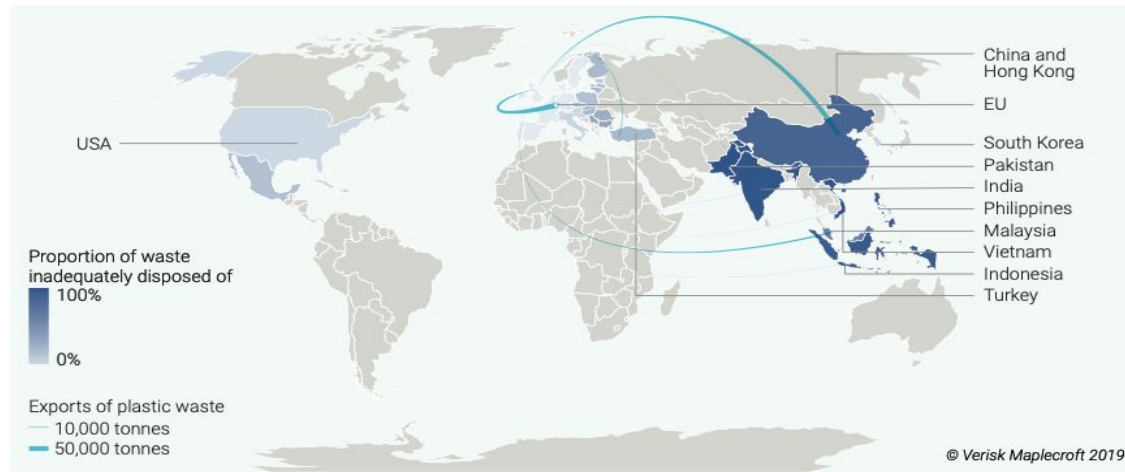 China and
Hong Kong
EU
USA
South Korea
Pakistan
India
Philippines
Malaysia
Vietnam
Indonesia
Turkey
Proportion of waste
inadequately disposed of
100%
0%
Exports of plastic waste
10,000 tonnes
50,000 tonnes
© Verisk Maplecroft 2019